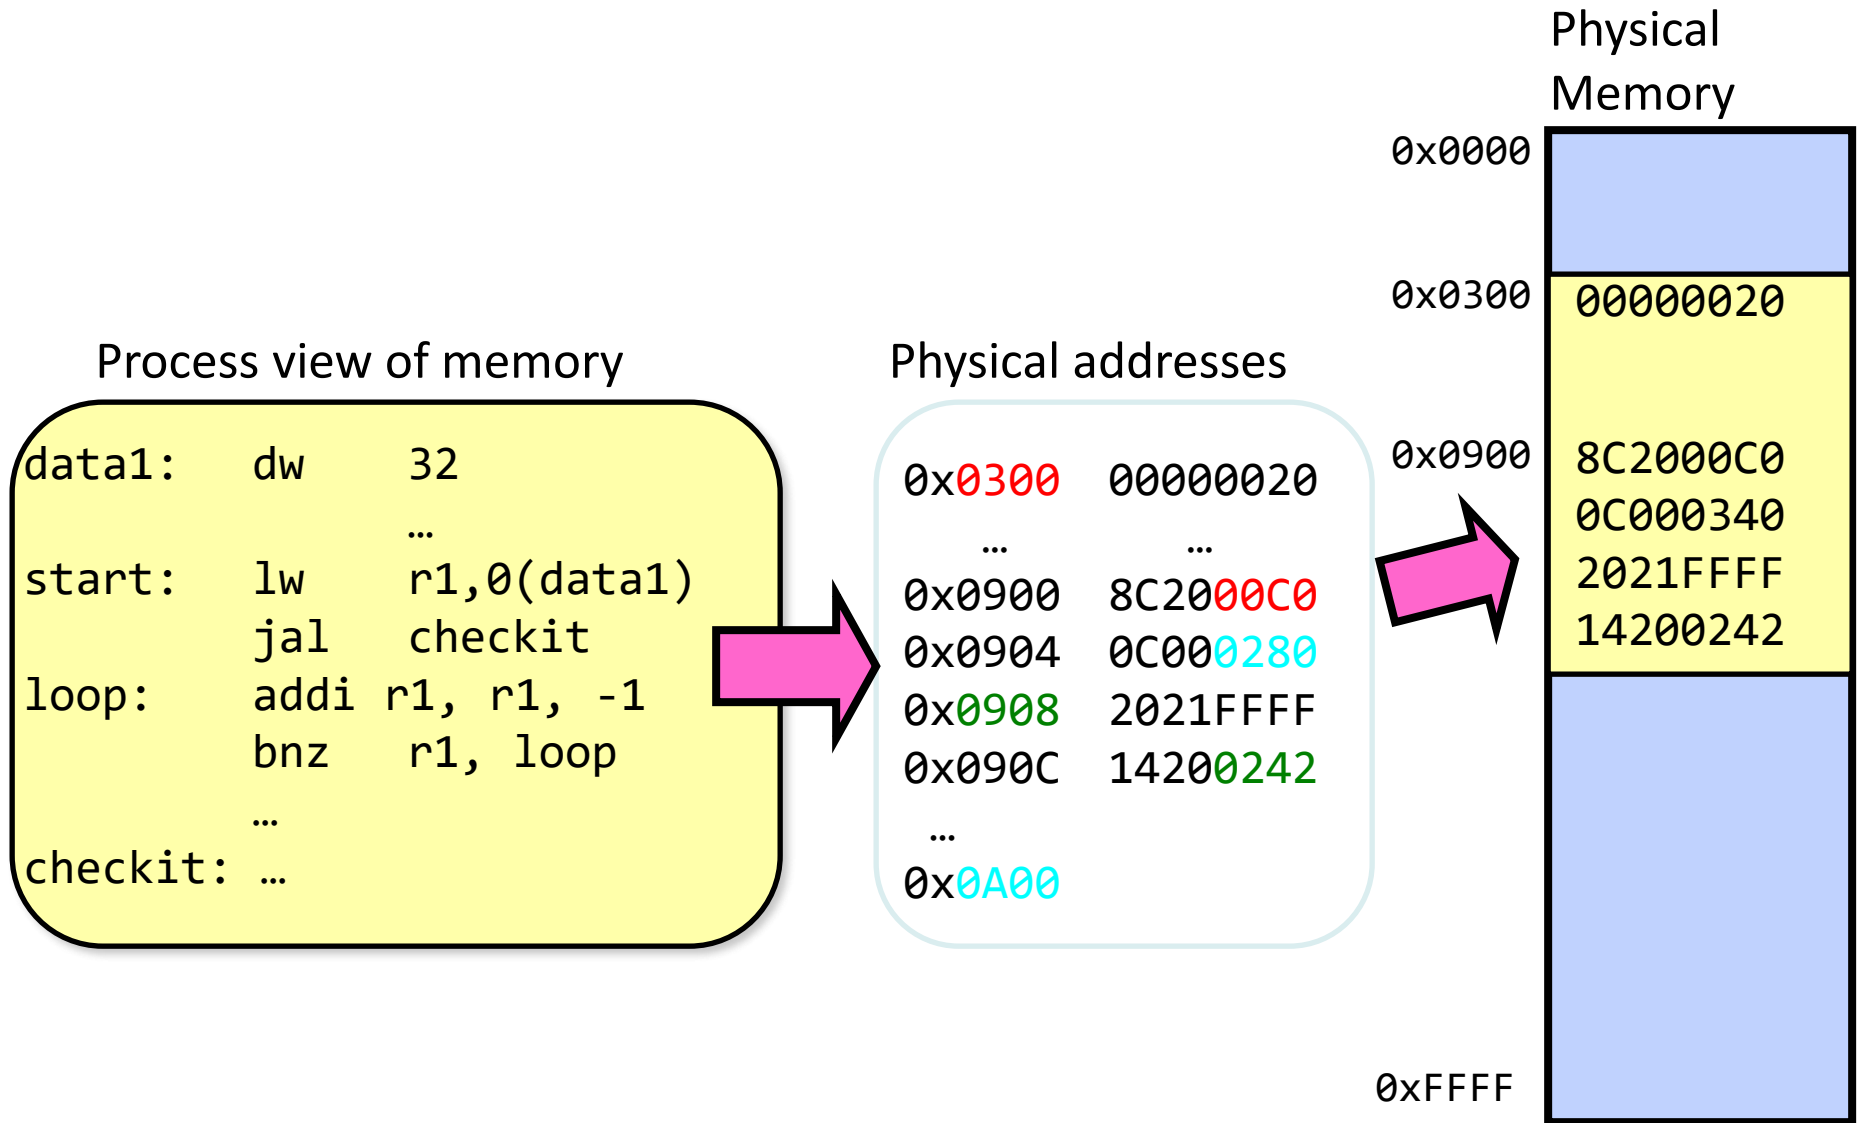 Process view of memory
data1: dw 32
…
start: lw r1,0(data1)
jal checkit
loop: addi r1, r1, -1
bnz r1, loop
…
checkit: …
Physical addresses
0x0300 00000020
… …
0x0900 8C2000C0
0x0904 0C000280
0x0908 2021FFFF
0x090C 14200242
…
0x0A00
Physical
Memory
0x0000
0x0300 00000020
0x0900 8C2000C0
0C000340
2021FFFF
14200242
0xFFFF